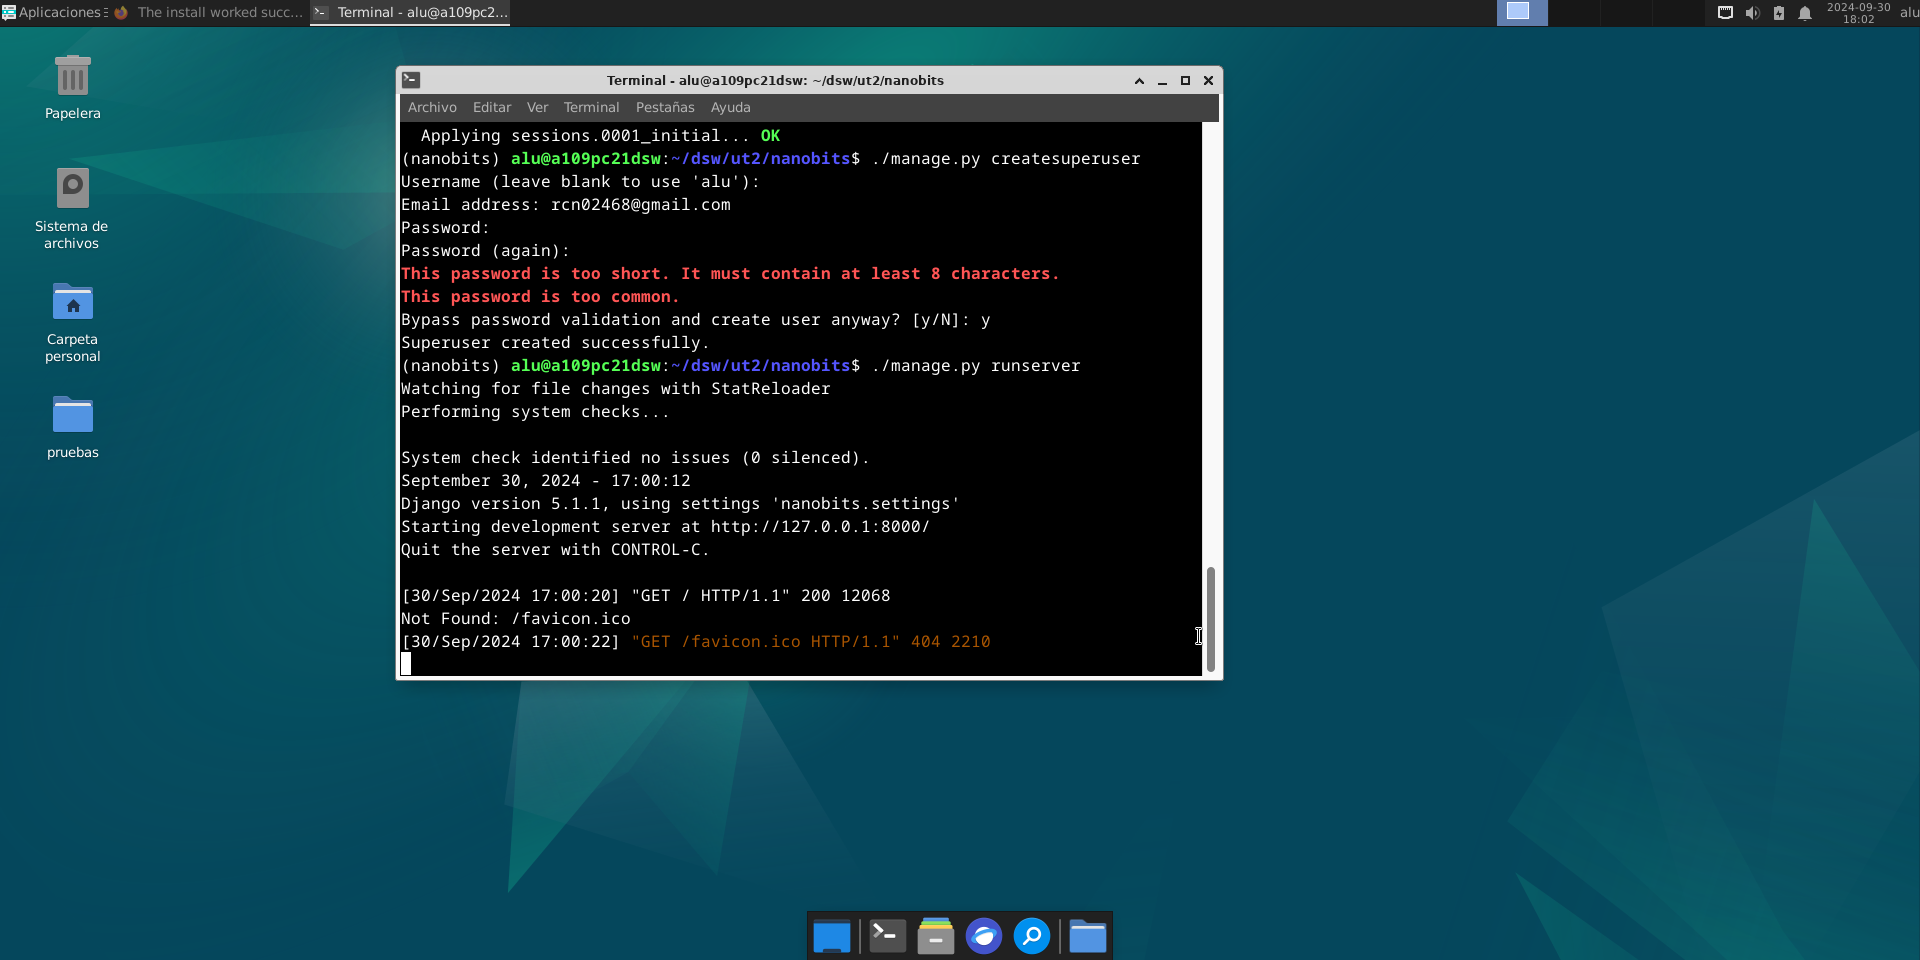 Aplicaciones
The install worked succ...
Terminal - alu@a109pc2...
2024-09-30
18:02
alu
Papelera
Sistema de
archivos
Carpeta
personal
pruebas
Terminal - alu@a109pc21dsw: ~/dsw/ut2/nanobits
Archivo Editar Ver Terminal Pestañas Ayuda
Applying sessions.0001_initial... OK
(nanobits) alu@a109pc21dsw:~/dsw/ut2/nanobits$ ./manage.py createsuperuser
Username (leave blank to use 'alu'):
Email address: rcn02468@gmail.com
Password:
Password (again):
This password is too short. It must contain at least 8 characters.
This password is too common.
Bypass password validation and create user anyway? [y/N]: y
Superuser created successfully.
(nanobits) alu@a109pc21dsw:~/dsw/ut2/nanobits$ ./manage.py runserver
Watching for file changes with StatReloader
Performing system checks...
System check identified no issues (0 silenced).
September 30, 2024 - 17:00:12
Django version 5.1.1, using settings 'nanobits.settings'
Starting development server at http://127.0.0.1:8000/
Quit the server with CONTROL-C.
[30/Sep/2024 17:00:20] "GET / HTTP/1.1" 200 12068
Not Found: /favicon.ico
[30/Sep/2024 17:00:22] "GET /favicon.ico HTTP/1.1" 404 2210